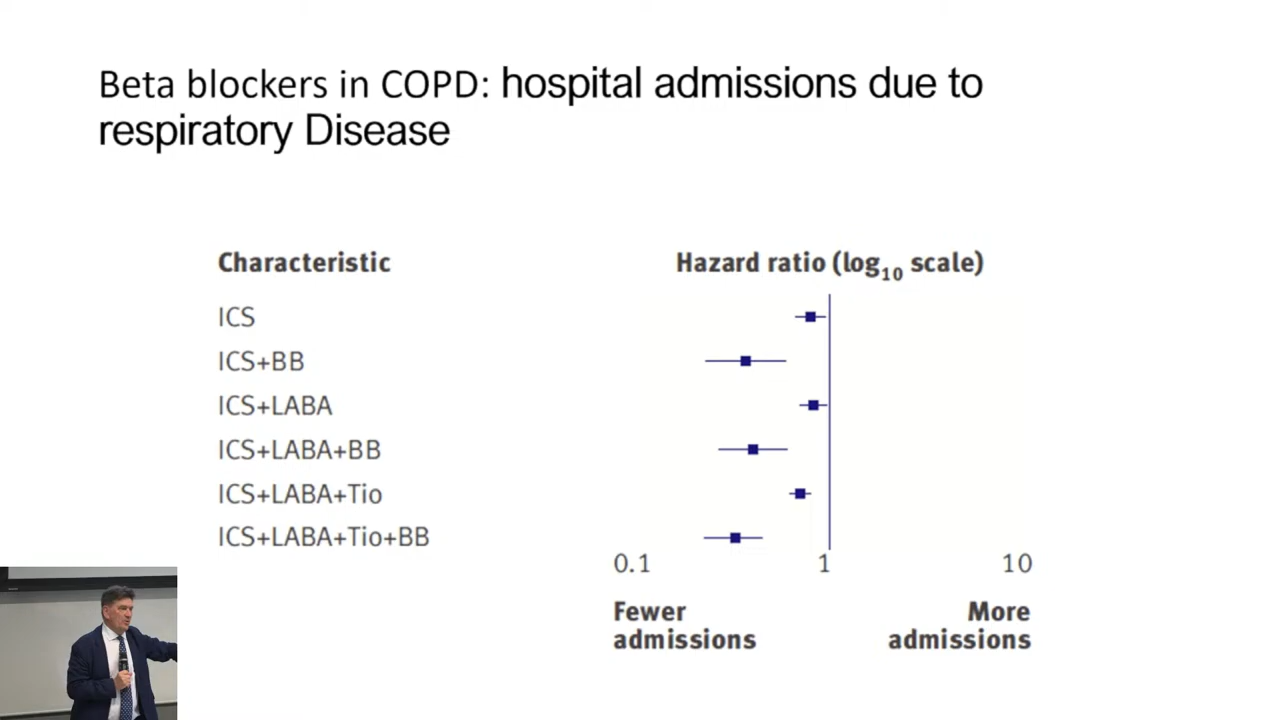 Beta blockers in COPD: hospital admissions due to
respiratory Disease
Characteristic
Hazard ratio (log10 scale)
ICS
ICS+BB
ICS+LABA
ICS+LABA+BB
ICS+LABA+Tio
ICS+LABA+Tio+BB
0.1 1 10
Fewer
admissions
More
admissions